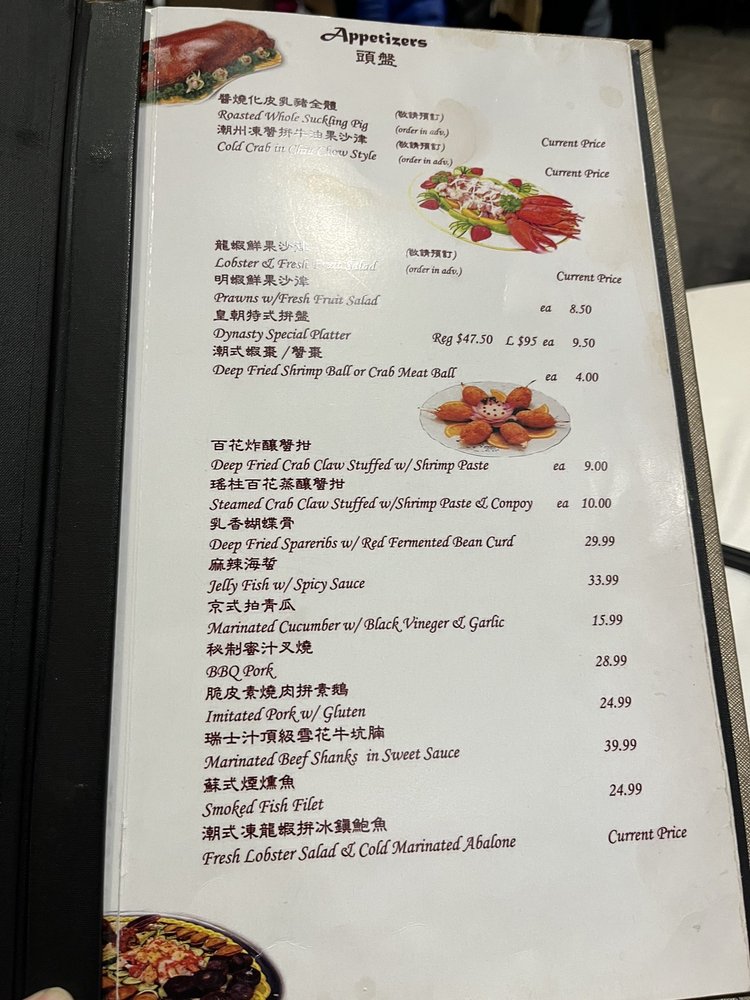 Appetizers
頭盤
醬燒化皮乳豬全體 (敬請預訂)
Roasted Whole Suckling Pig (order in adv.) Current Price
潮州凍蟹拼牛油果沙津 (敬請預訂)
Cold Crab in Chiu Chow Style (order in adv.) Current Price
龍蝦鮮果沙津 (敬請預訂)
Lobster & Fresh Fruit Salad (order in adv.) Current Price
明蝦鮮果沙津
Prawns w/Fresh Fruit Salad ea 8.50
皇朝特式拼盤
Dynasty Special Platter Reg $47.50 L $95 ea 9.50
潮式蝦棗 /蟹棗
Deep Fried Shrimp Ball or Crab Meat Ball ea 4.00
百花炸釀蟹拑
Deep Fried Crab Claw Stuffed w/ Shrimp Paste ea 9.00
瑤柱百花蒸釀蟹拑
Steamed Crab Claw Stuffed w/Shrimp Paste & Conpoy ea 10.00
乳香蝴蝶骨
Deep Fried Spareribs w/ Red Fermented Bean Curd 29.99
麻辣海蜇
Jelly Fish w/ Spicy Sauce 33.99
京式拍青瓜
Marinated Cucumber w/ Black Vineger & Garlic 15.99
秘制蜜汁叉燒
BBQ Pork 28.99
脆皮素燒肉拼素鵝
Imitated Pork w/ Gluten 24.99
瑞士汁頂級雪花牛坑腩
Marinated Beef Shanks in Sweet Sauce 39.99
蘇式煙燻魚
Smoked Fish Filet 24.99
潮式凍龍蝦拼冰鎮鮑魚
Fresh Lobster Salad & Cold Marinated Abalone Current Price